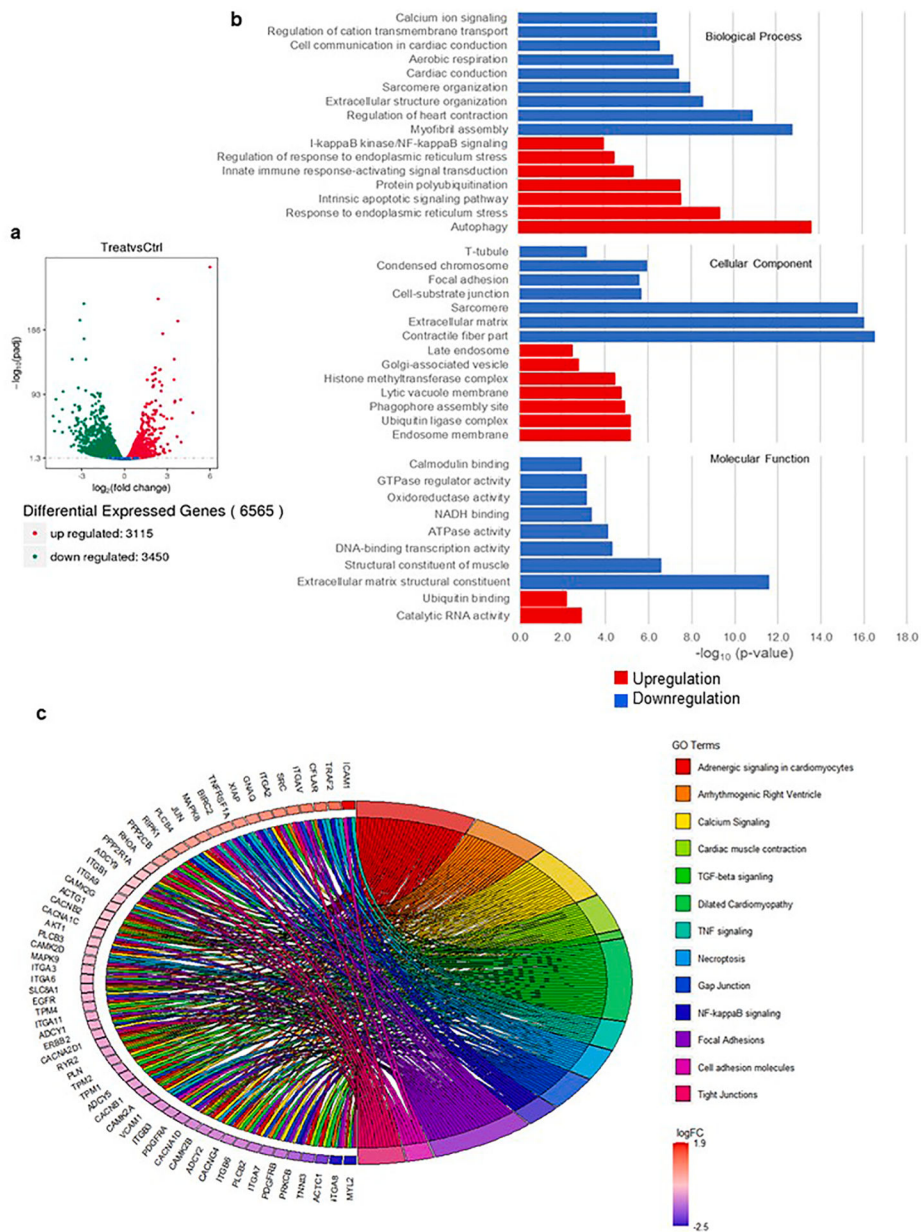 b
Calcium ion signaling
Regulation of cation transmembrane transport
Cell communication in cardiac conduction
Aerobic respiration
Cardiac conduction
Sarcomere organization
Extracellular structure organization
Regulation of heart contraction
Myofibril assembly
I-kappaB kinase/NF-kappaB signaling
Regulation of response to endoplasmic reticulum stress
Innate immune response-activating signal transduction
Protein polyubiquitination
Intrinsic apoptotic signaling pathway
Response to endoplasmic reticulum stress
Autophagy
Biological Process
T-tubule
Condensed chromosome
Focal adhesion
Cell-substrate junction
Sarcomere
Extracellular matrix
Contractile fiber part
Late endosome
Golgi-associated vesicle
Histone methyltransferase complex
Lytic vacuole membrane
Phagophore assembly site
Ubiquitin ligase complex
Endosome membrane
Cellular Component
Calmodulin binding
GTPase regulator activity
Oxidoreductase activity
NADH binding
ATPase activity
DNA-binding transcription activity
Structural constituent of muscle
Extracellular matrix structural constituent
Ubiquitin binding
Catalytic RNA activity
Molecular Function
0.0 2.0 4.0 6.0 8.0 10.0 12.0 14.0 16.0 18.0
-log10 (p-value)
Upregulation
Downregulation
a
TreatvsCtrl
−log10(padj)
93
1.3
-3 0 3 6
log2(fold change)
Differential Expressed Genes ( 6565 )
up regulated: 3115
down regulated: 3450
c
ICAM1
TRAF2
CFLAR
ITGAV
SRC
ITGA2
GNAQ
XIAP
TNFRSF1A
BIRC2
MAPK8
JUN
PLCB4
RIPK1
PPP2CB
RHOA
PPP2R1A
ADCY9
ITGB1
ITGA9
CAMK2G
ACTG1
CACNB2
CACNA1C
AKT1
PLCB3
CAMK2D
MAPK9
ITGA3
ITGA6
SLC8A1
EGFR
TPM4
ITGA11
ADCY1
ERBB2
CACNA2D1
RYR2
PLN
TPM2
TPM1
ADCY5
CACNB1
CAMK2A
VCAM1
ITGB3
PDGFRA
CACNA1D
CAMK2B
ADCY2
CACNG4
ITGB6
PLCB2
ITGA7
PDGFRB
PRKCB
TNNI3
ACTC1
ITGA8
MYL2
GO Terms
Adrenergic signaling in cardiomyocytes
Arrhythmogenic Right Ventricle
Calcium Signaling
Cardiac muscle contraction
TGF-beta siganling
Dilated Cardiomyopathy
TNF signaling
Necroptosis
Gap Junction
NF-kappaB signaling
Focal Adhesions
Cell adhesion molecules
Tight Junctions
logFC
1.9
-2.5